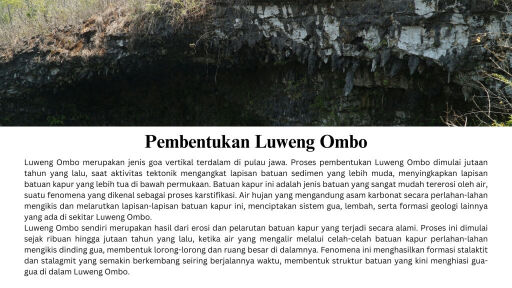 Pembentukan Luweng Ombo
Luweng Ombo merupakan jenis goa vertikal terdalam di pulau jawa. Proses pembentukan Luweng Ombo dimulai jutaan
tahun yang lalu, saat aktivitas tektonik mengangkat lapisan batuan sedimen yang lebih muda, menyingkapkan lapisan
batuan kapur yang lebih tua di bawah permukaan. Batuan kapur ini adalah jenis batuan yang sangat mudah tererosi oleh air,
suatu fenomena yang dikenal sebagai proses karstifikasi. Air hujan yang mengandung asam karbonat secara perlahan-lahan
mengikis dan melarutkan lapisan-lapisan batuan kapur ini, menciptakan sistem gua, lembah, serta formasi geologi lainnya
yang ada di sekitar Luweng Ombo.
Luweng Ombo sendiri merupakan hasil dari erosi dan pelarutan batuan kapur yang terjadi secara alami. Proses ini dimulai
sejak ribuan hingga jutaan tahun yang lalu, ketika air yang mengalir melalui celah-celah batuan kapur perlahan-lahan
mengikis dinding gua, membentuk lorong-lorong dan ruang besar di dalamnya. Fenomena ini menghasilkan formasi stalaktit
dan stalagmit yang semakin berkembang seiring berjalannya waktu, membentuk struktur batuan yang kini menghiasi gua-
gua di dalam Luweng Ombo.